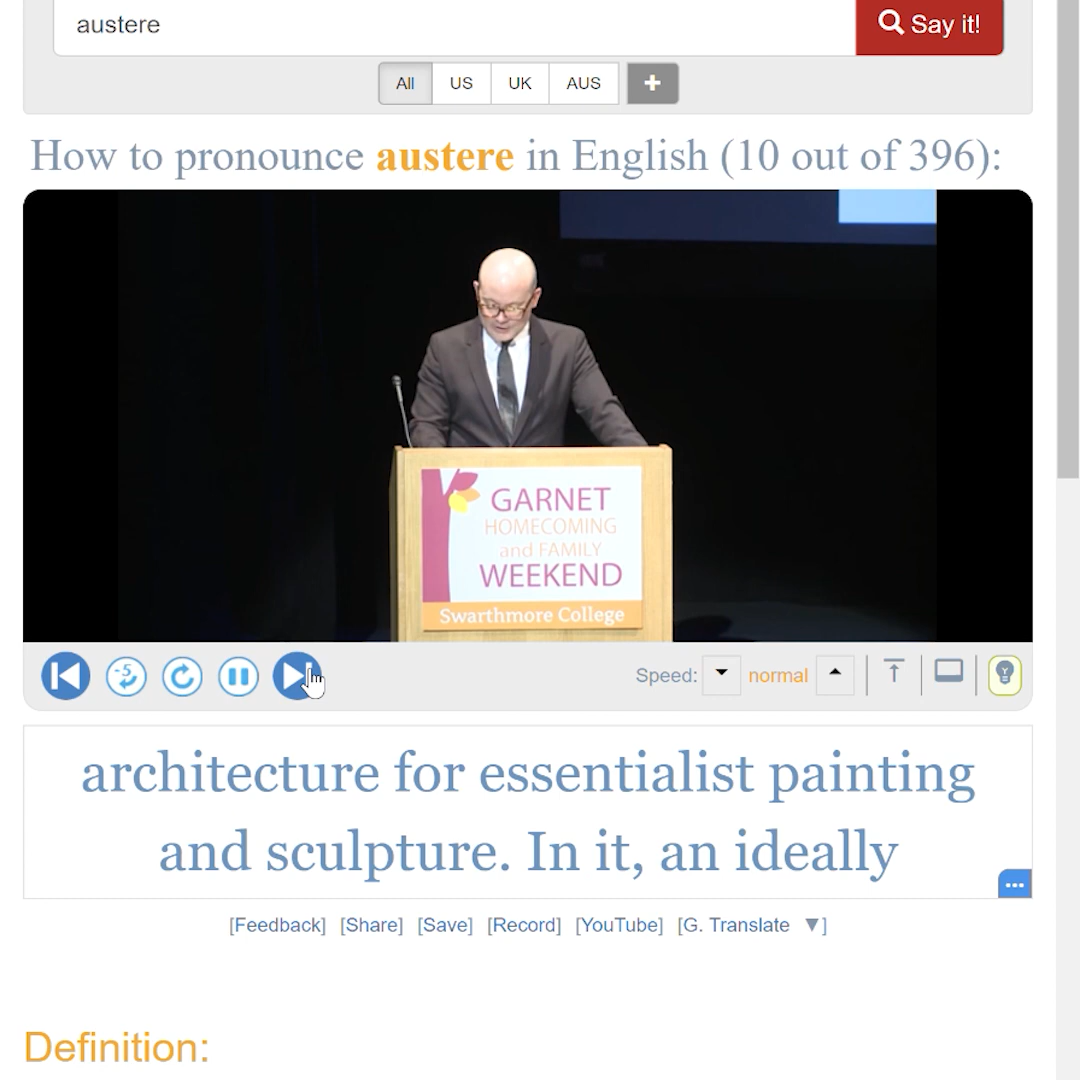 austere
Say it!
All US UK AUS +
How to pronounce austere in English (10 out of 396):
GARNET
HOMECOMING
and FAMILY
WEEKEND
Swarthmore College
-5
Speed: normal
architecture for essentialist painting
and sculpture. In it, an ideally
[Feedback] [Share] [Save] [Record] [YouTube] [G. Translate ▼]
Definition: